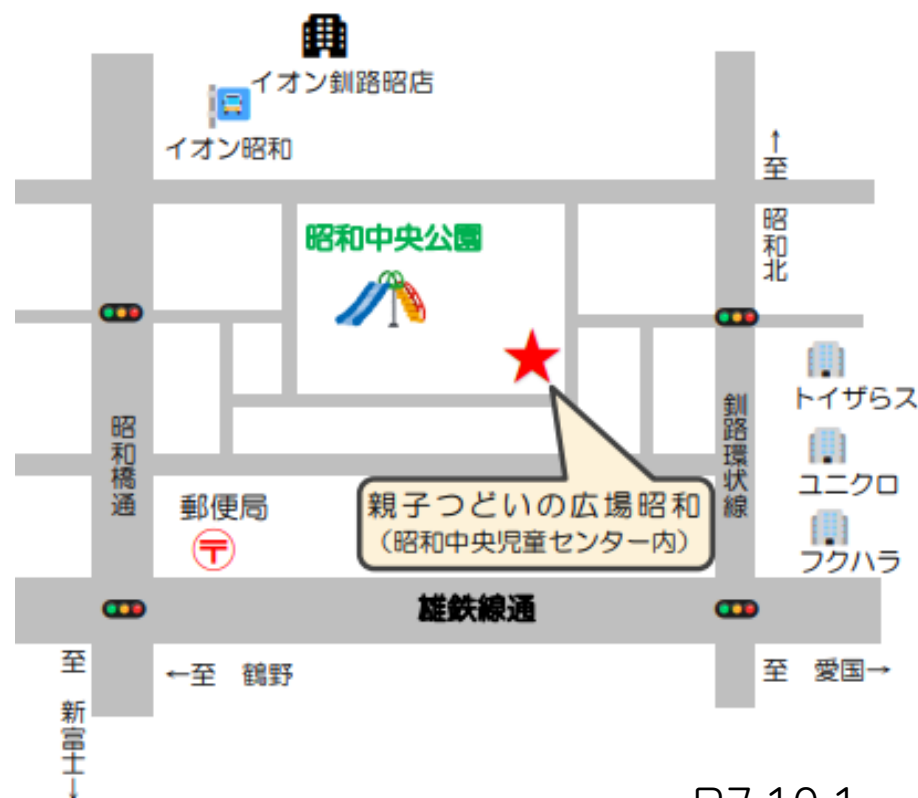 イオン釧路昭店
イオン昭和
←至 昭和北
昭和中央公園
トイザらス
釧路環状線
昭和橋通
ユニクロ
郵便局
親子つどいの広場昭和
(昭和中央児童センター内)
フクハラ
雄鉄線通
至 新富士→
←至 鶴野
至 愛国→